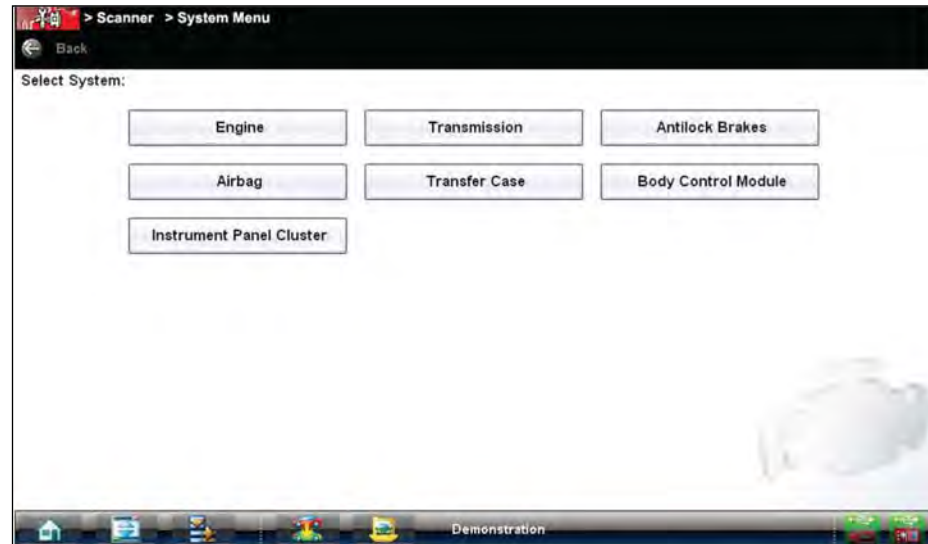 > Scanner > System Menu
Back
Select System:
Engine Transmission Antilock Brakes
Airbag Transfer Case Body Control Module
Instrument Panel Cluster
Demonstration